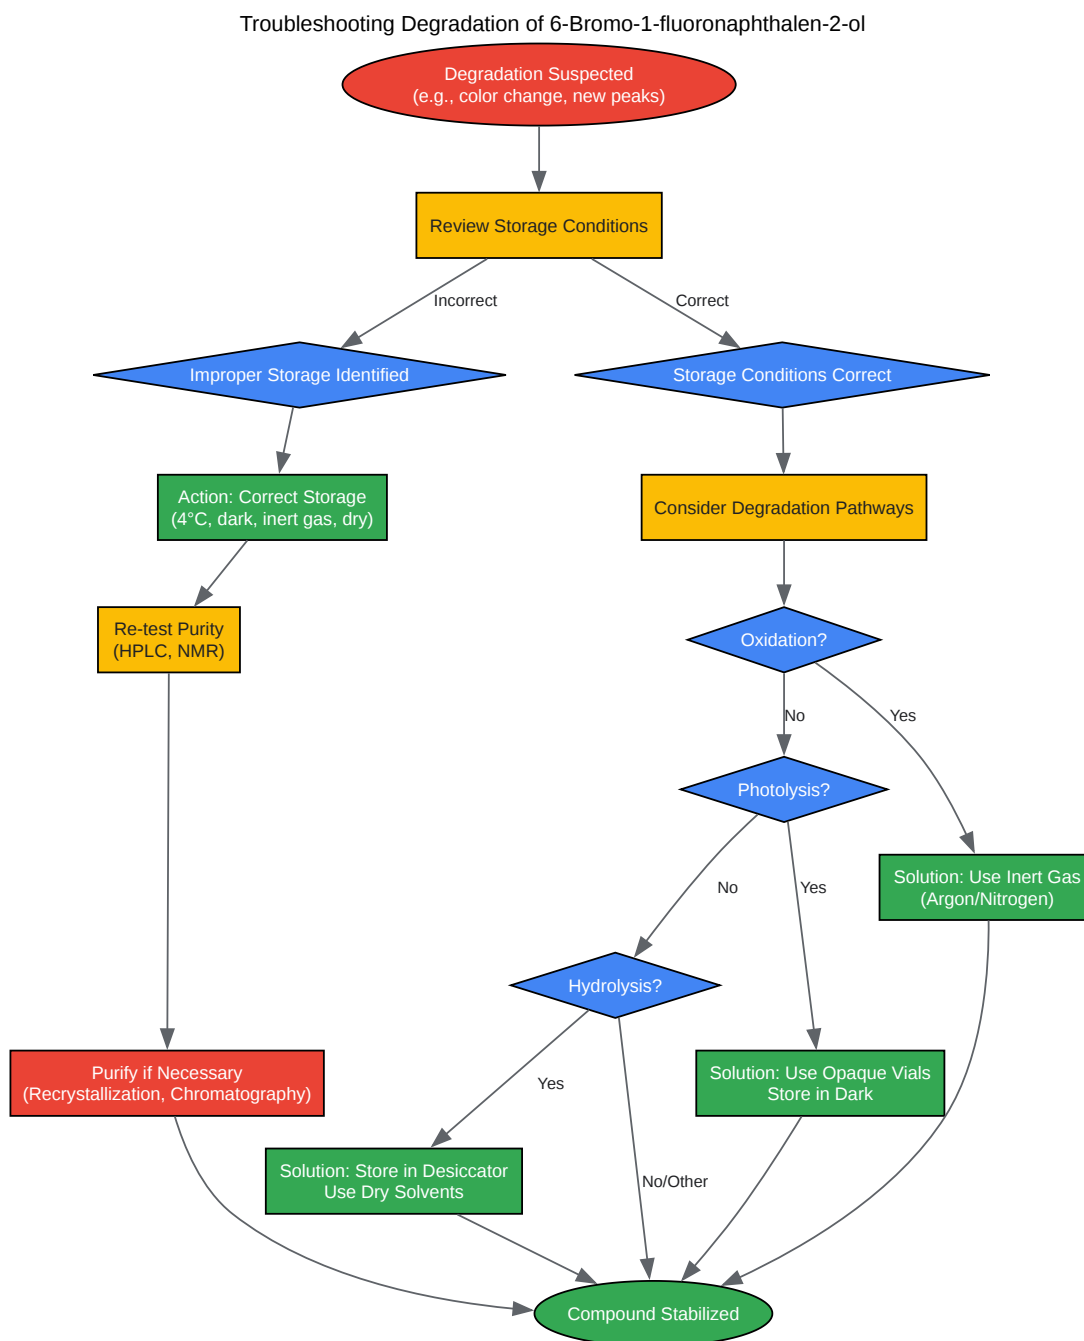 Troubleshooting Degradation of 6-Bromo-1-fluoronaphthalen-2-ol
Degradation Suspected
(e.g., color change, new peaks)
Review Storage Conditions
Incorrect
Correct
Improper Storage Identified
Storage Conditions Correct
Action: Correct Storage
(4°C, dark, inert gas, dry)
Consider Degradation Pathways
Re-test Purity
(HPLC, NMR)
Oxidation?
No
Yes
Photolysis?
Solution: Use Inert Gas
(Argon/Nitrogen)
No
Yes
Hydrolysis?
Purify if Necessary
(Recrystallization, Chromatography)
Solution: Use Opaque Vials
Store in Dark
Yes
Solution: Store in Desiccator
Use Dry Solvents
No/Other
Compound Stabilized